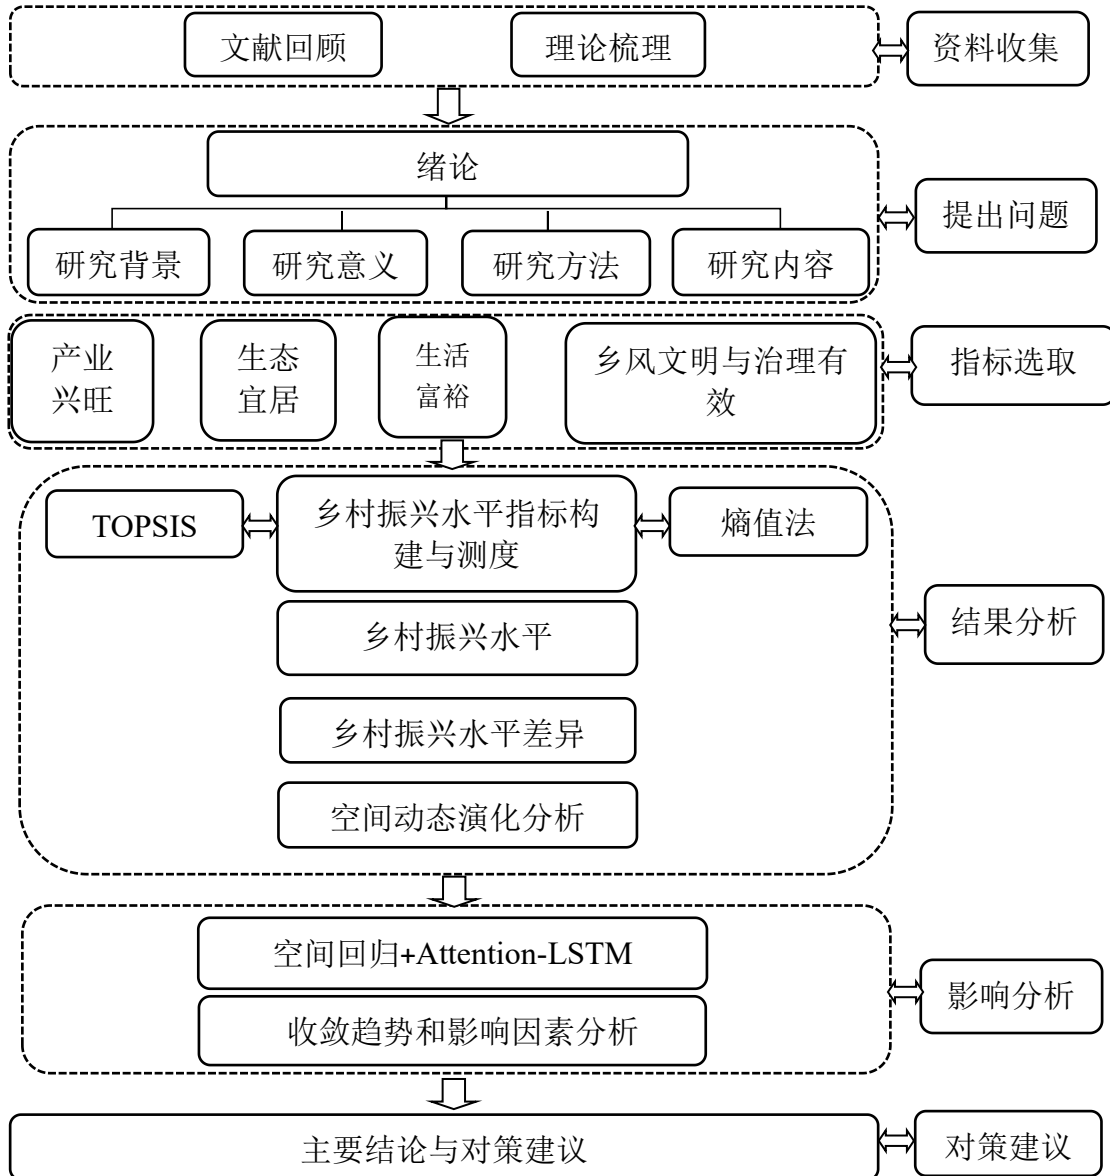 文献回顾
理论梳理
资料收集
绪论
提出问题
研究背景
研究意义
研究方法
研究内容
产业
兴旺
生态
宜居
生活
富裕
乡风文明与治理有
效
指标选取
TOPSIS
乡村振兴水平指标构
建与测度
熵值法
乡村振兴水平
结果分析
乡村振兴水平差异
空间动态演化分析
空间回归+Attention-LSTM
影响分析
收敛趋势和影响因素分析
主要结论与对策建议
对策建议